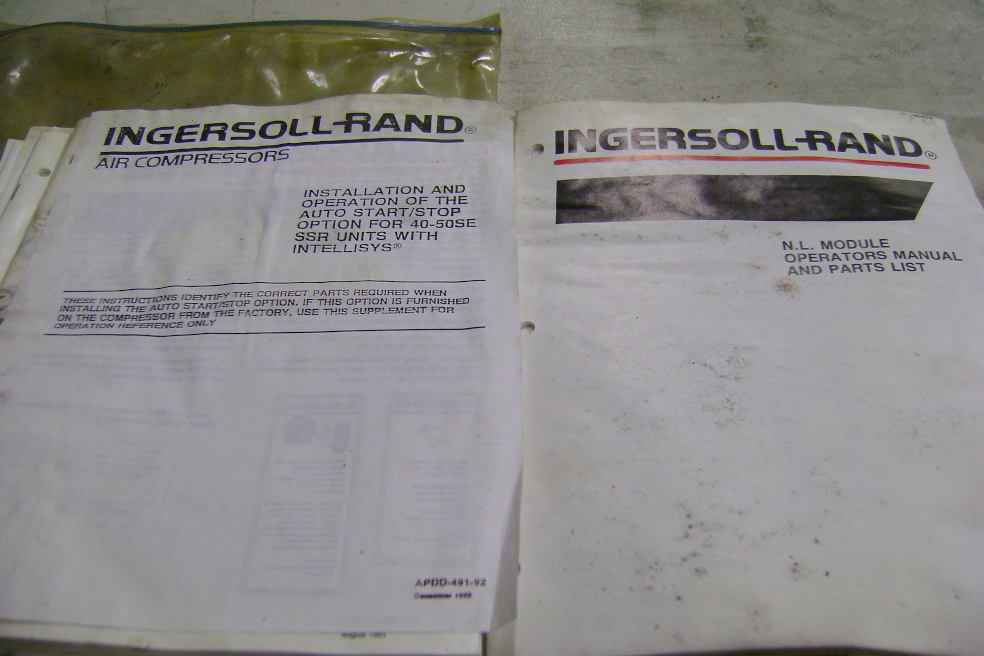 INGERSOLL-RAND®
AIR COMPRESSORS
INSTALLATION AND
OPERATION OF THE
AUTO START/STOP
OPTION FOR 40-50SE
SSR UNITS WITH
INTELLISYS®
THESE INSTRUCTIONS IDENTIFY THE CORRECT PARTS REQUIRED WHEN
INSTALLING THE AUTO START/STOP OPTION. IF THIS OPTION IS FURNISHED
ON THE COMPRESSOR FROM THE FACTORY, USE THIS SUPPLEMENT FOR
OPERATION REFERENCE ONLY
APDD-491-92
December
August 1993
INGERSOLL-RAND®
N.L. MODULE
OPERATORS MANUAL
AND PARTS LIST